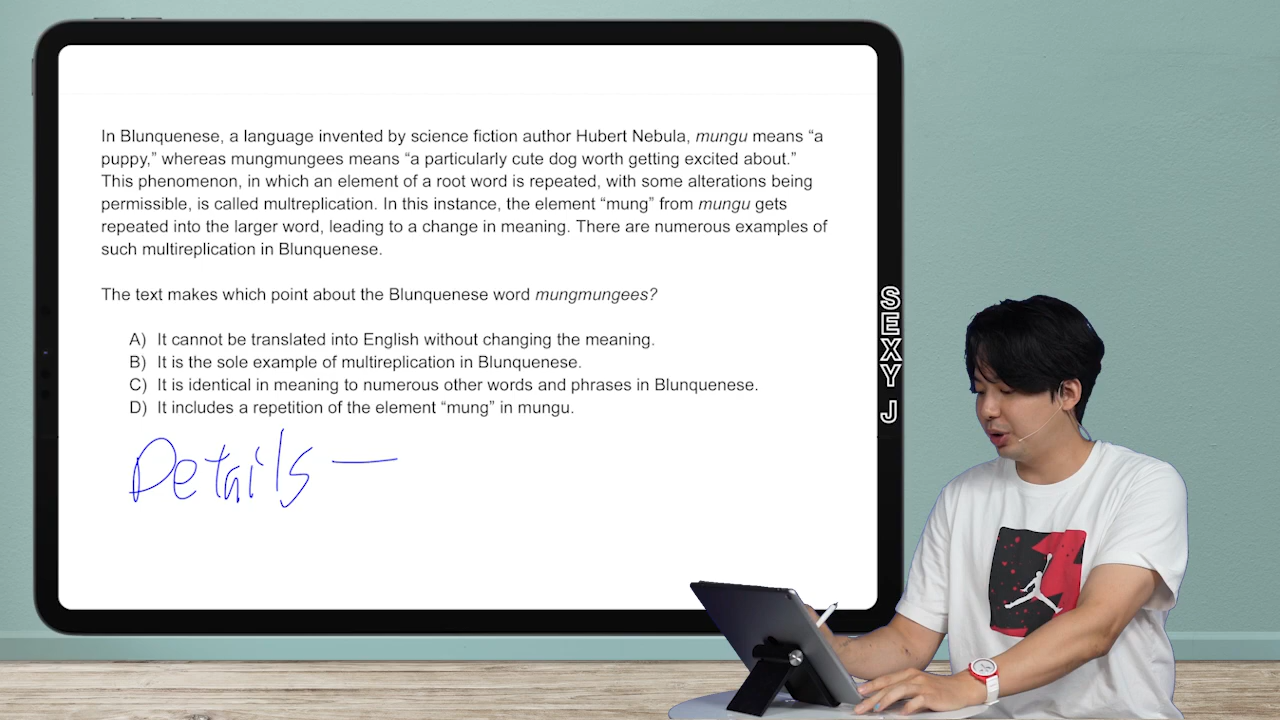 In Blunquenese, a language invented by science fiction author Hubert Nebula, mungu means “a
puppy,” whereas mungmungees means “a particularly cute dog worth getting excited about.”
This phenomenon, in which an element of a root word is repeated, with some alterations being
permissible, is called multreplication. In this instance, the element “mung” from mungu gets
repeated into the larger word, leading to a change in meaning. There are numerous examples of
such multireplication in Blunquenese.
The text makes which point about the Blunquenese word mungmungees?
A) It cannot be translated into English without changing the meaning.
B) It is the sole example of multireplication in Blunquenese.
C) It is identical in meaning to numerous other words and phrases in Blunquenese.
D) It includes a repetition of the element “mung” in mungu.
Details —
SEXY J